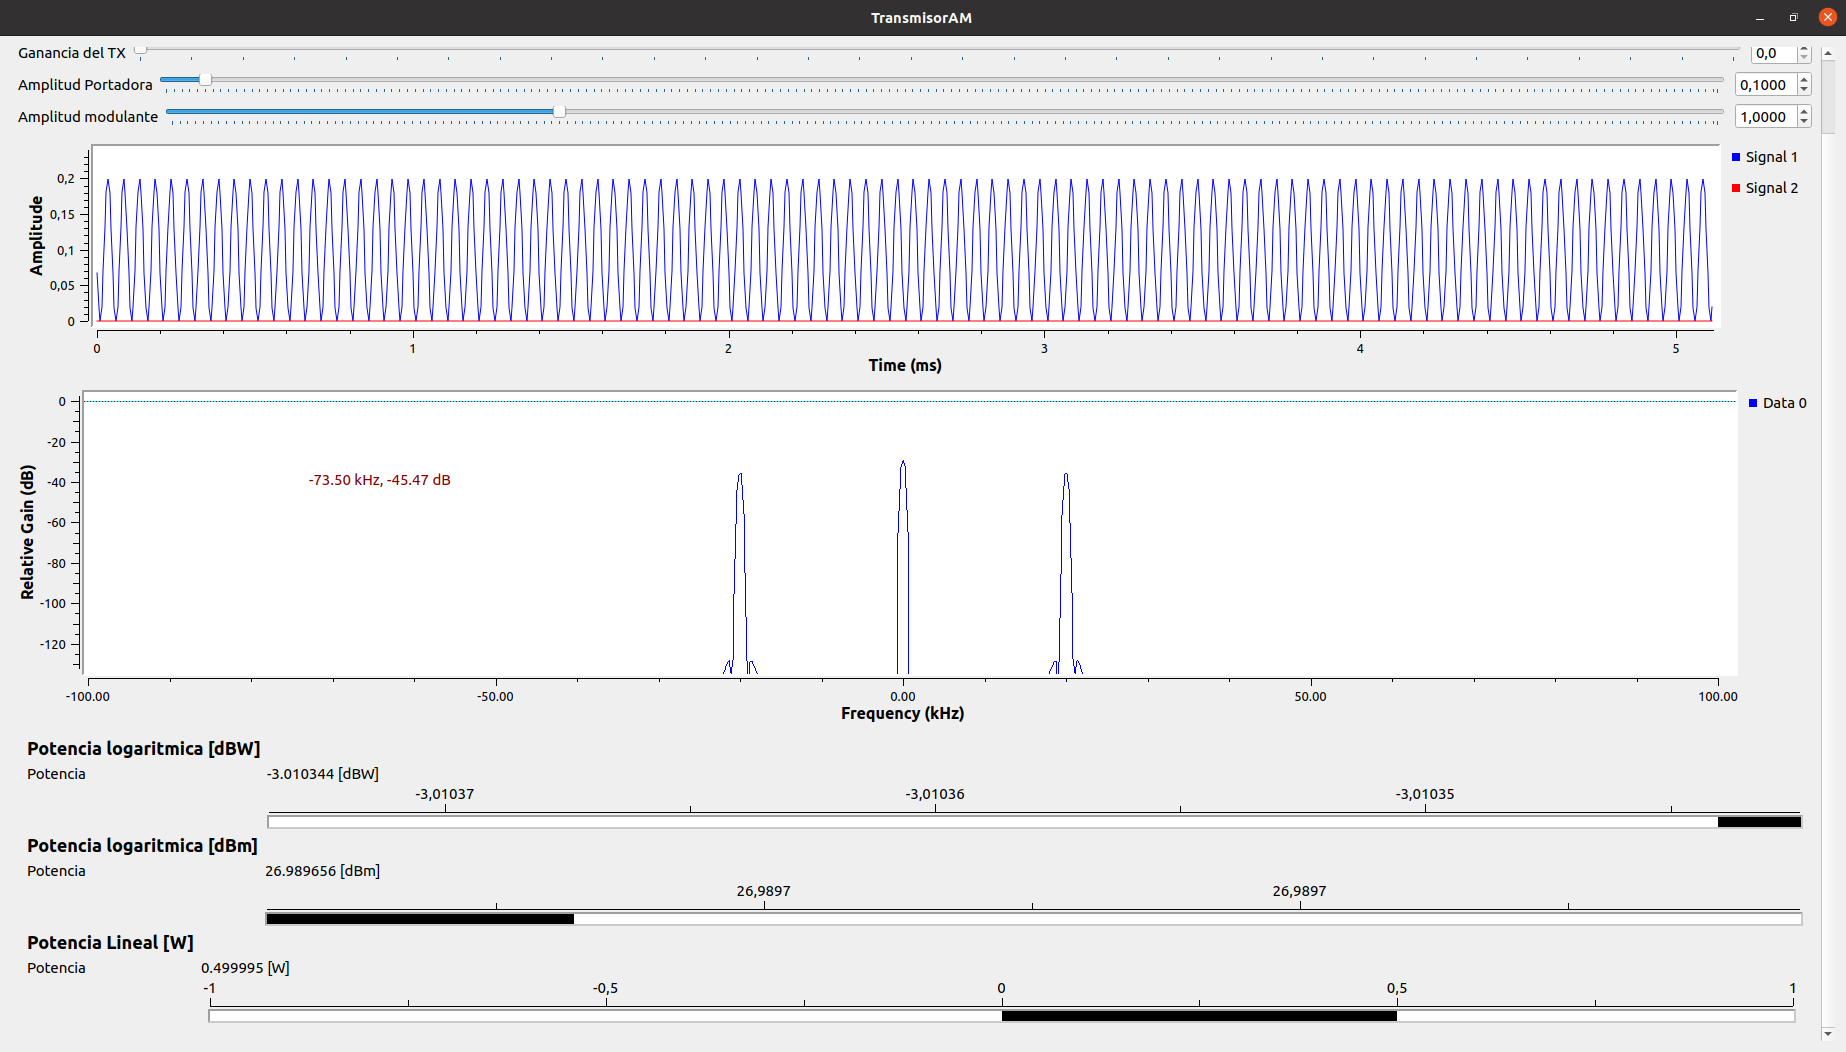 TransmisorAM
Ganancia del TX 0,0
Amplitud Portadora 0,1000
Amplitud modulante 1,0000
Signal 1
Signal 2
Amplitude
0,2
0,15
0,1
0,05
0
0 1 2 3 4 5
Time (ms)
Data 0
Relative Gain (dB)
0
-20
-40
-60
-80
-100
-120
-73.50 kHz, -45.47 dB
-100.00 -50.00 0.00 50.00 100.00
Frequency (kHz)
Potencia logaritmica [dBW]
Potencia -3.010344 [dBW]
-3,01037 -3,01036 -3,01035
Potencia logaritmica [dBm]
Potencia 26.989656 [dBm]
26,9897 26,9897
Potencia Lineal [W]
Potencia 0.499995 [W]
-1 -0,5 0 0,5 1